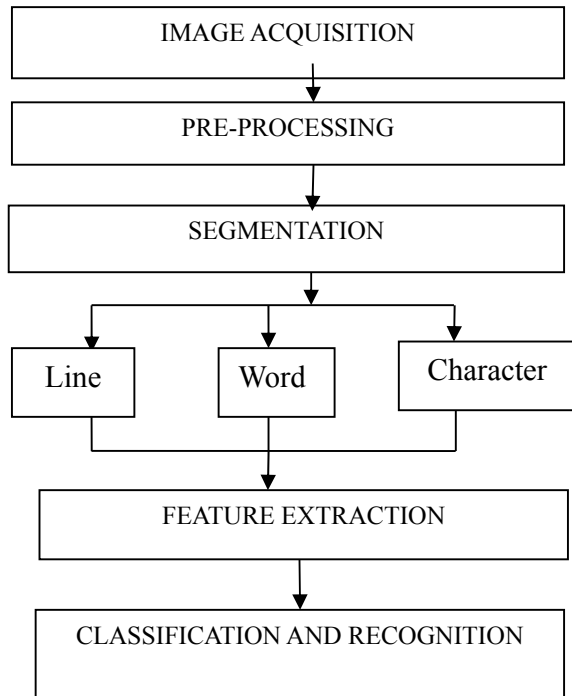 IMAGE ACQUISITION
PRE-PROCESSING
SEGMENTATION
Line
Word
Character
FEATURE EXTRACTION
CLASSIFICATION AND RECOGNITION